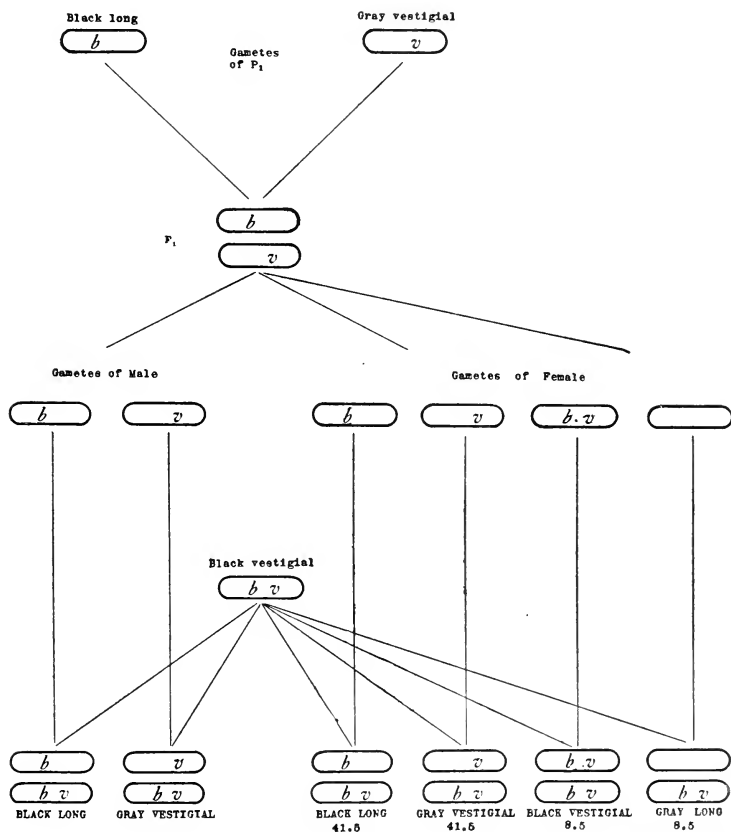 Black long
Gray vestigial
b
v
Gametes
of P₁
b
F₁
v
Gametes of Male
Gametes of Female
b
v
b
v
b. v
Black vestigial
b v
b
v
b
v
b .v
b v
b v
b v
b v
b v
b v
BLACK LONG
GRAY VESTIGIAL
BLACK LONG
GRAY VESTIGIAL
BLACK VESTIGIAL
GRAY LONG
41.5
41.5
8.5
8.5